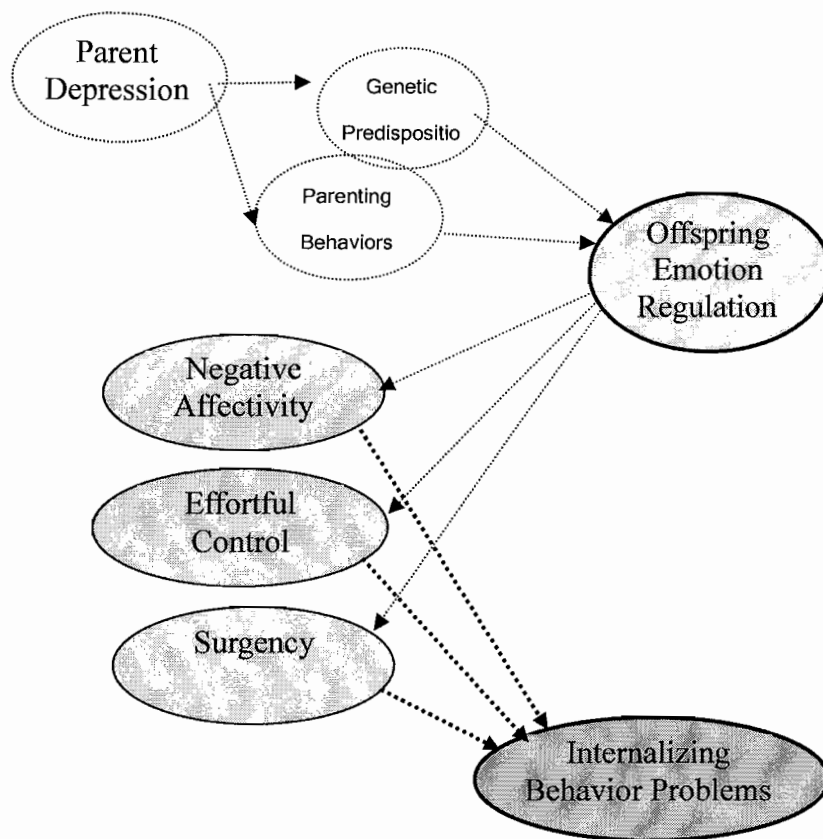 Parent
Depression
Genetic
Predispositio
Parenting
Behaviors
Offspring
Emotion
Regulation
Negative
Affectivity
Effortful
Control
Surgency
Internalizing
Behavior Problems